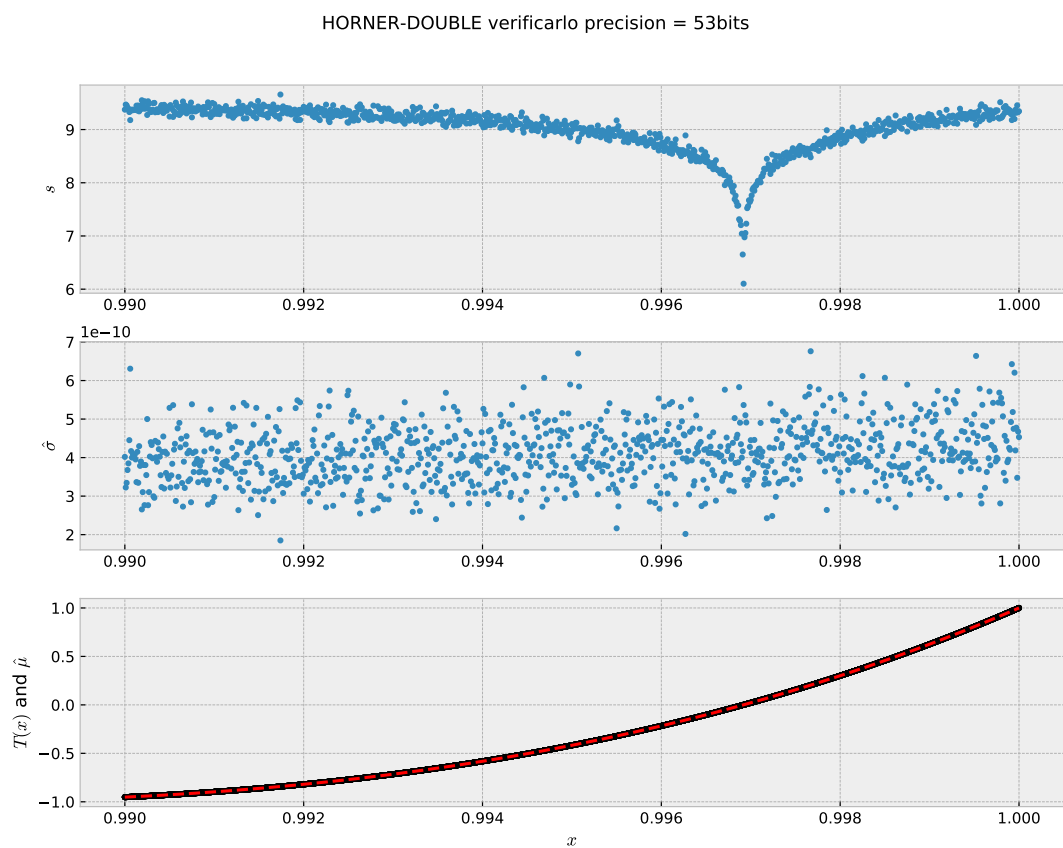 HORNER-DOUBLE verificarlo precision = 53bits
9
8
7
6
s
0.990 0.992 0.994 0.996 0.998 1.000
1e−10
7
6
5
4
3
2
σ̂
0.990 0.992 0.994 0.996 0.998 1.000
1.0
0.5
0.0
−0.5
−1.0
T(x) and μ̂
0.990 0.992 0.994 0.996 0.998 1.000
x